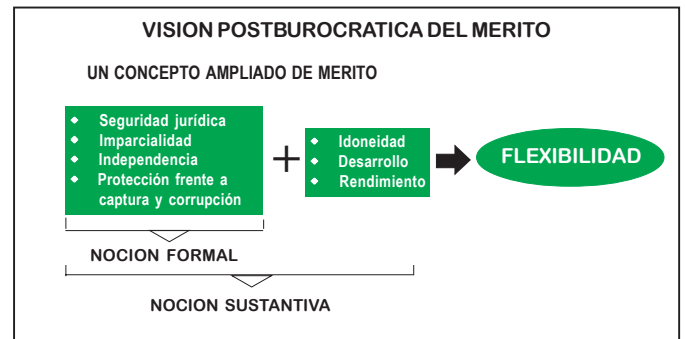 VISION POSTBUROCRATICA DEL MERITO
UN CONCEPTO AMPLIADO DE MERITO
Seguridad jurídica
Imparcialidad
Independencia
Protección frente a
captura y corrupción
+
Idoneidad
Desarrollo
Rendimiento
FLEXIBILIDAD
NOCION FORMAL
NOCION SUSTANTIVA